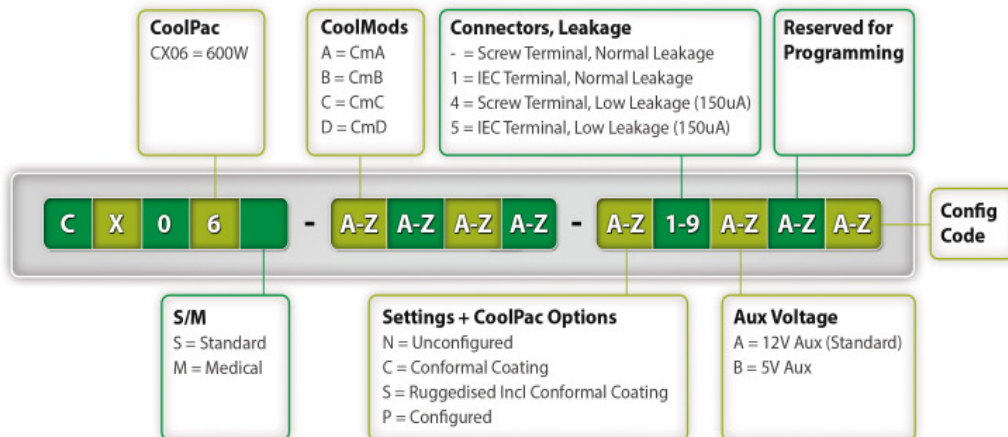 CoolPac
CX06 = 600W
CoolMods
A = CmA
B = CmB
C = CmC
D = CmD
Connectors, Leakage
- = Screw Terminal, Normal Leakage
1 = IEC Terminal, Normal Leakage
4 = Screw Terminal, Low Leakage (150uA)
5 = IEC Terminal, Low Leakage (150uA)
Reserved for
Programming
C X 0 6 - A-Z A-Z A-Z A-Z - A-Z 1-9 A-Z A-Z A-Z
Config
Code
S/M
S = Standard
M = Medical
Settings + CoolPac Options
N = Unconfigured
C = Conformal Coating
S = Ruggedised Incl Conformal Coating
P = Configured
Aux Voltage
A = 12V Aux (Standard)
B = 5V Aux